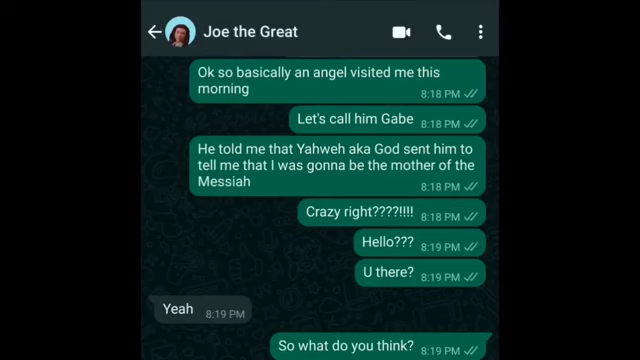 Joe the Great
Ok so basically an angel visited me this
morning
8:18 PM
Let's call him Gabe 8:18 PM
He told me that Yahweh aka God sent him to
tell me that I was gonna be the mother of the
Messiah
8:18 PM
Crazy right????!!!! 8:18 PM
Hello??? 8:19 PM
U there? 8:19 PM
Yeah 8:19 PM
So what do you think? 8:19 PM